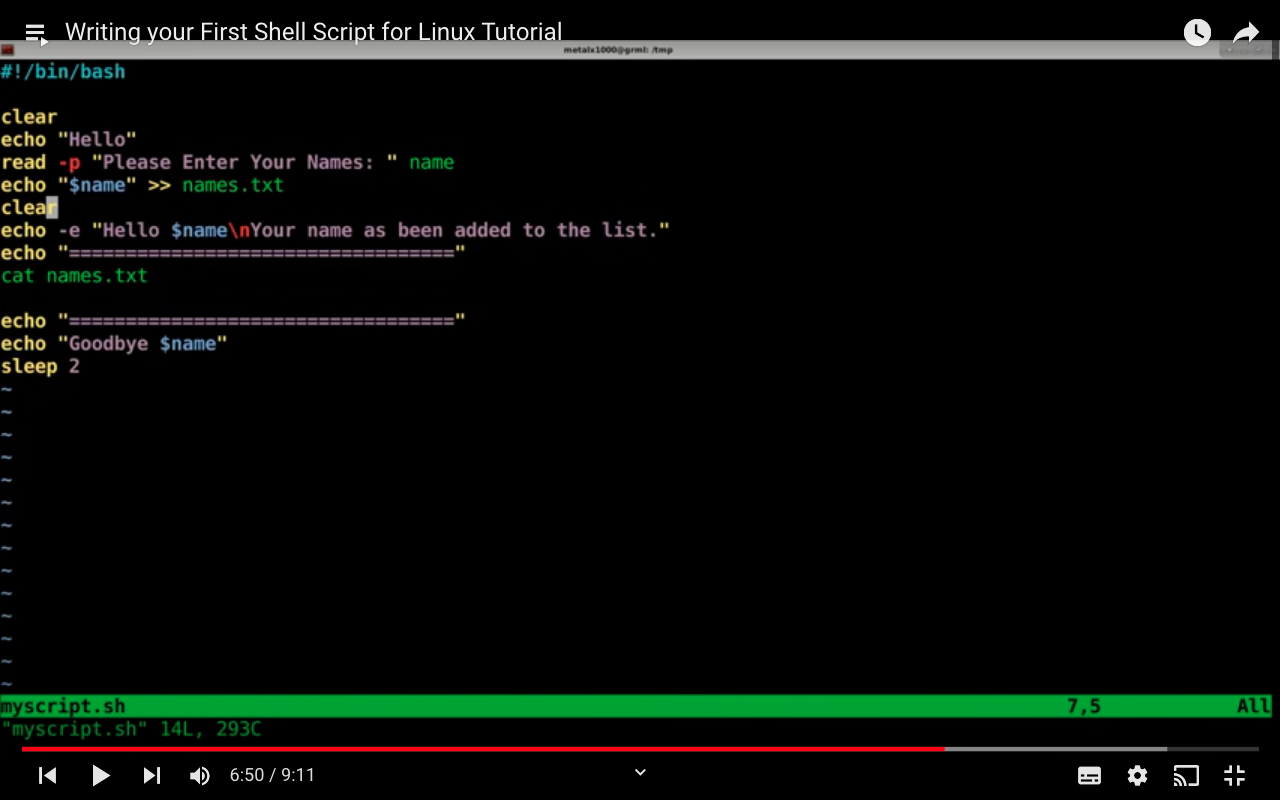 Writing your First Shell Script for Linux Tutorial
metalx1000@grml: /tmp
#!/bin/bash
clear
echo "Hello"
read -p "Please Enter Your Names: " name
echo "$name" >> names.txt
clear
echo -e "Hello $name\nYour name as been added to the list."
echo "=================================="
cat names.txt
echo "=================================="
echo "Goodbye $name"
sleep 2
~
~
~
~
~
~
~
~
~
~
~
~
~
~
myscript.sh 7,5 All
"myscript.sh" 14L, 293C
6:50 / 9:11